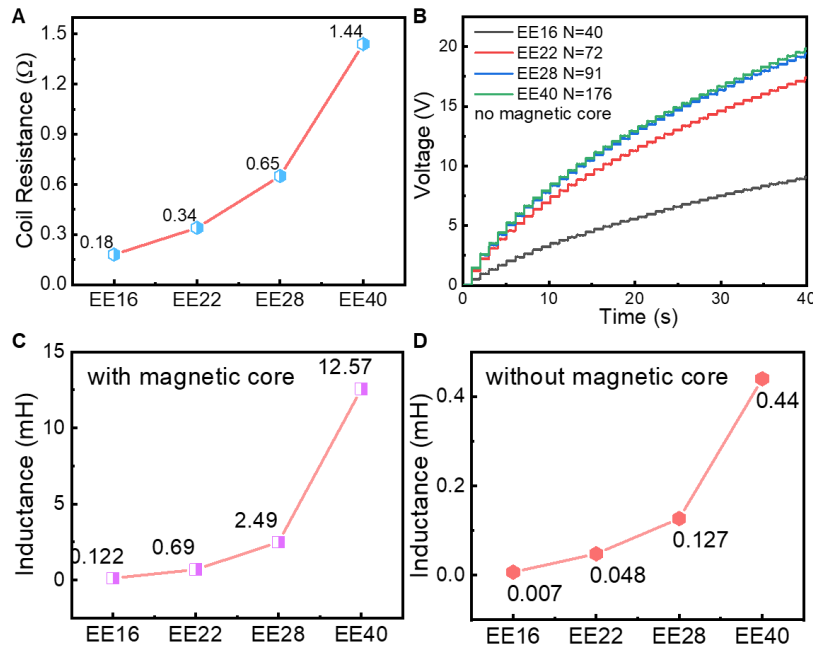 A
Coil Resistance (Ω)
1.5
1.2
0.9
0.6
0.3
0.0
0.18
0.34
0.65
1.44
EE16 EE22 EE28 EE40
B
Voltage (V)
20
15
10
5
0
EE16 N=40
EE22 N=72
EE28 N=91
EE40 N=176
no magnetic core
0 10 20 30 40
Time (s)
C
Inductance (mH)
15
10
5
0
with magnetic core
0.122
0.69
2.49
12.57
EE16 EE22 EE28 EE40
D
Inductance (mH)
0.4
0.2
0.0
without magnetic core
0.007
0.048
0.127
0.44
EE16 EE22 EE28 EE40